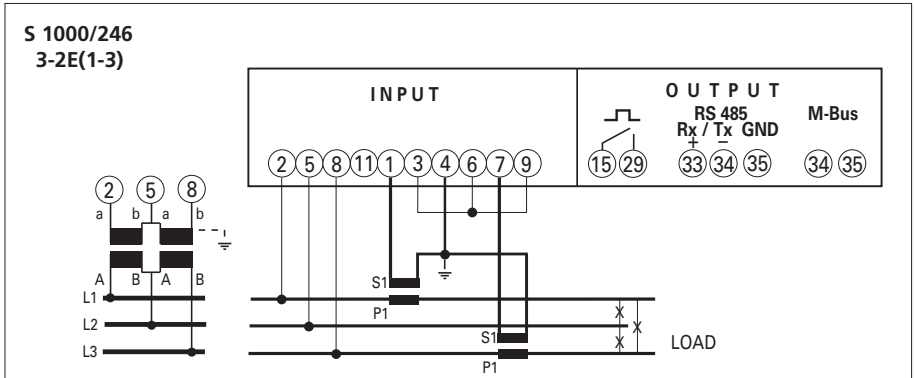 S 1000/246
3-2E(1-3)
INPUT
OUTPUT
RS 485
Rx / Tx GND
+ −
M-Bus
2 5 8 11 1 3 4 6 7 9
15 29 33 34 35 34 35
2 5 8
a b a b
A B A B
L1
L2
L3
S1
P1
S1
P1
X
X
X
LOAD